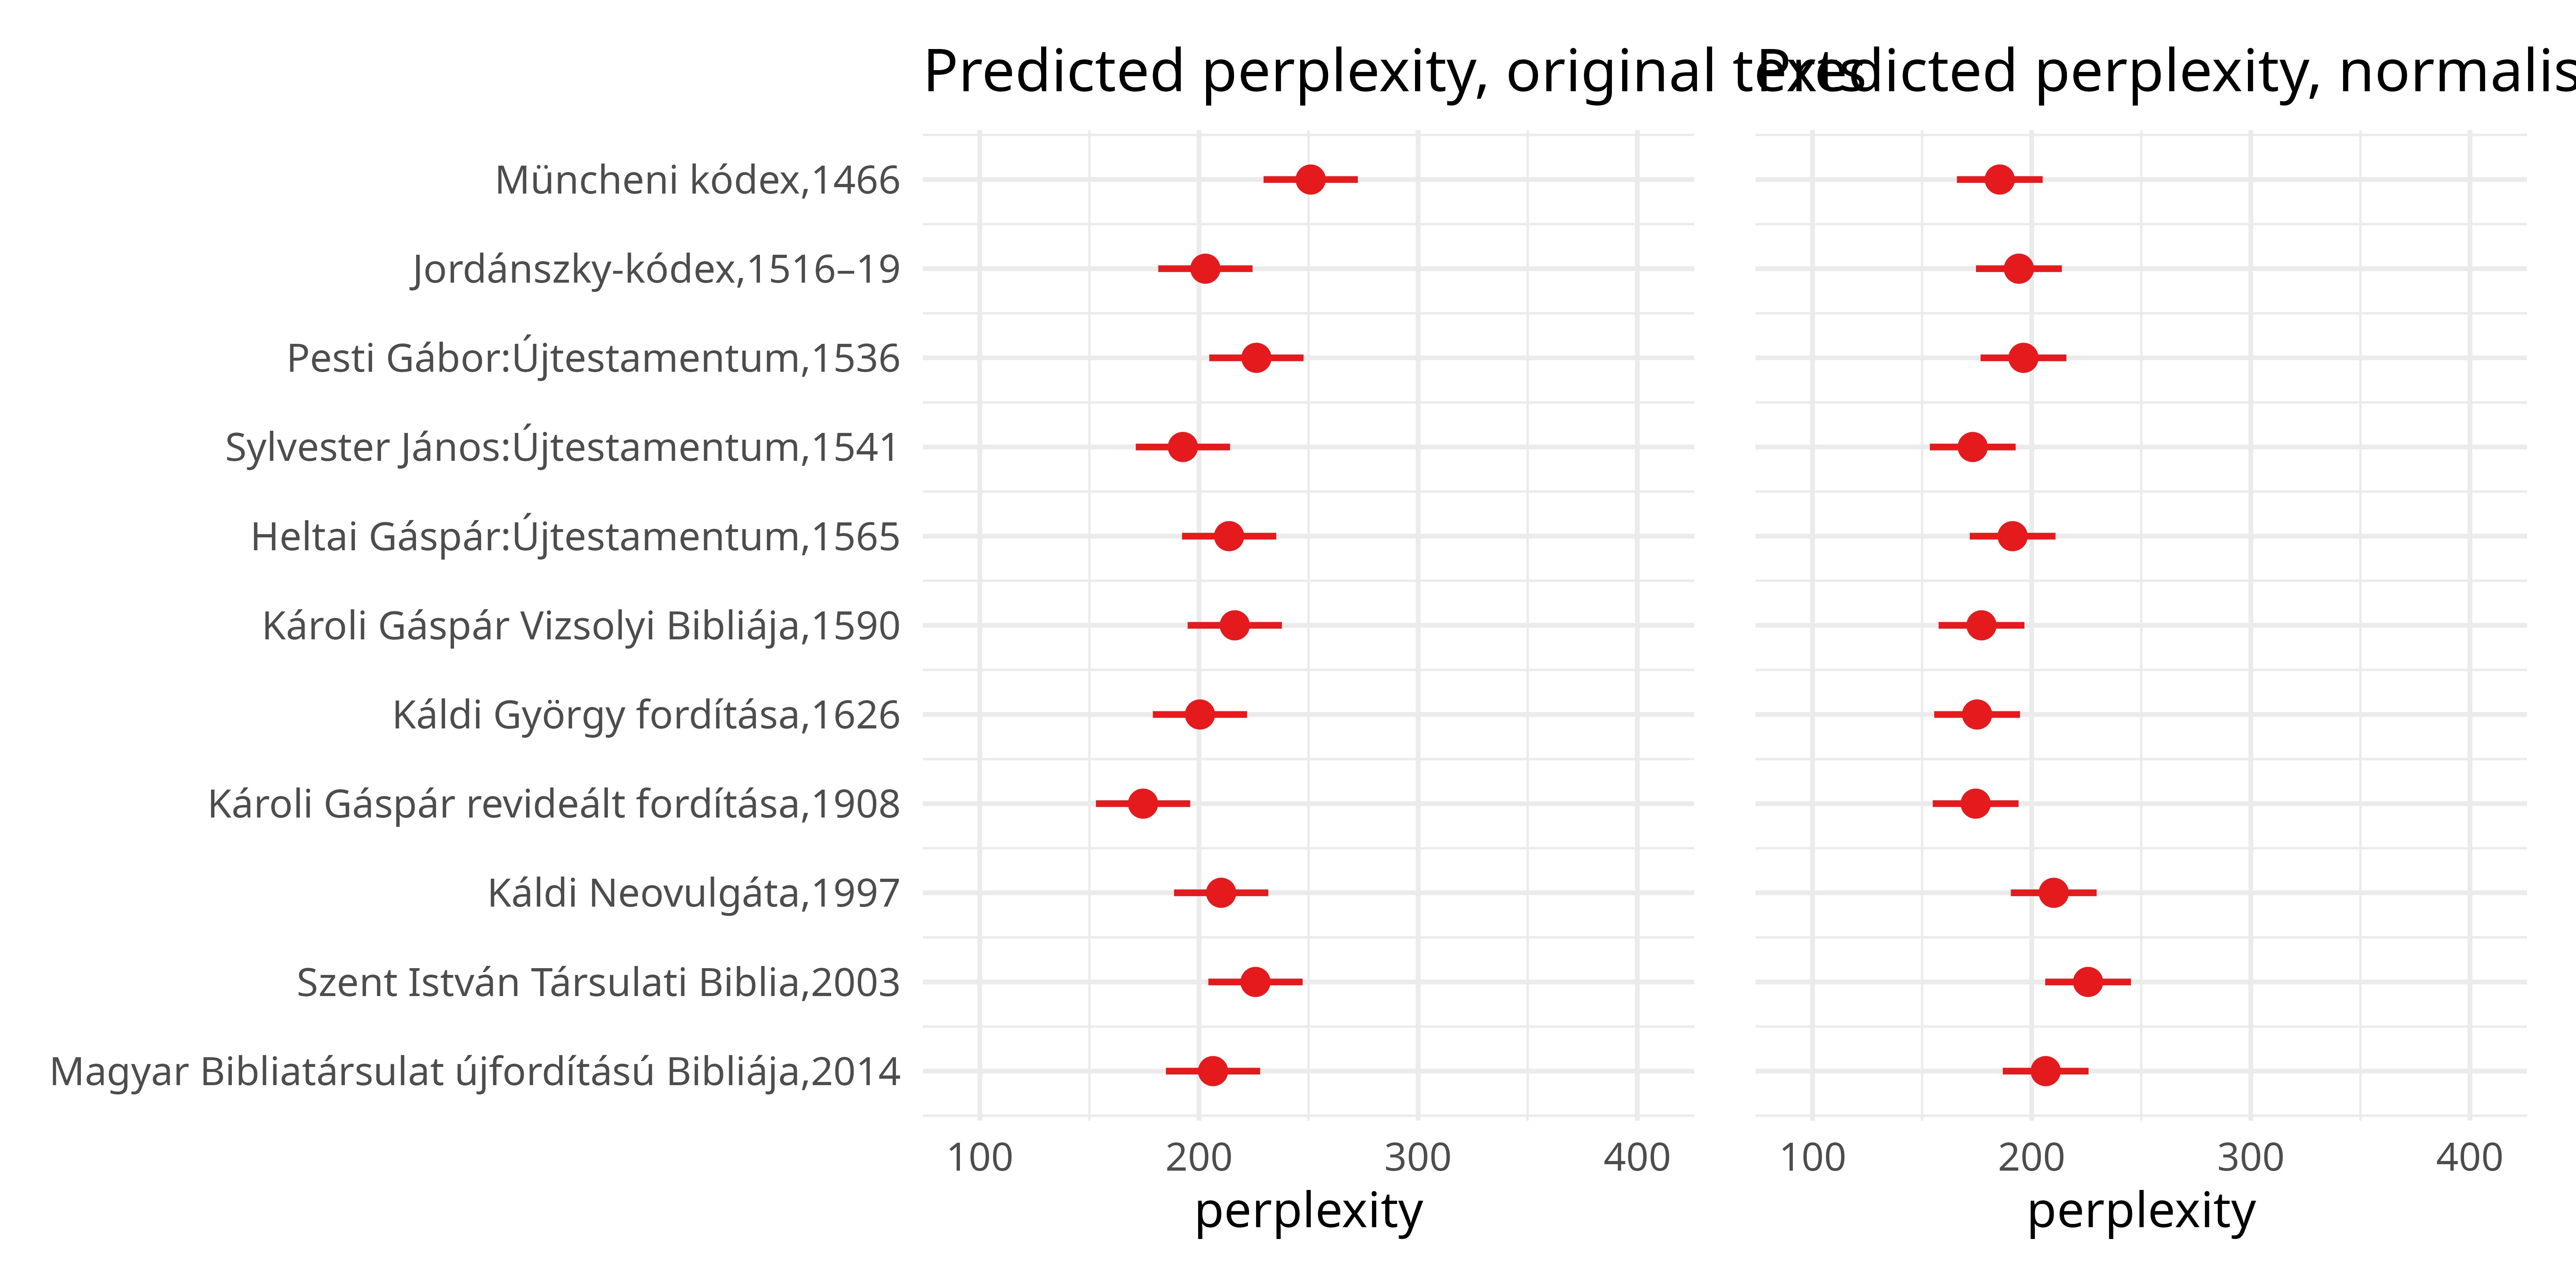 Predicted perplexity, original texts
Predicted perplexity, normalis
Müncheni kódex,1466
Jordánszky-kódex,1516–19
Pesti Gábor:Újtestamentum,1536
Sylvester János:Újtestamentum,1541
Heltai Gáspár:Újtestamentum,1565
Károli Gáspár Vizsolyi Bibliája,1590
Káldi György fordítása,1626
Károli Gáspár revideált fordítása,1908
Káldi Neovulgáta,1997
Szent István Társulati Biblia,2003
Magyar Bibliatársulat újfordítású Bibliája,2014
100 200 300 400
100 200 300 400
perplexity
perplexity